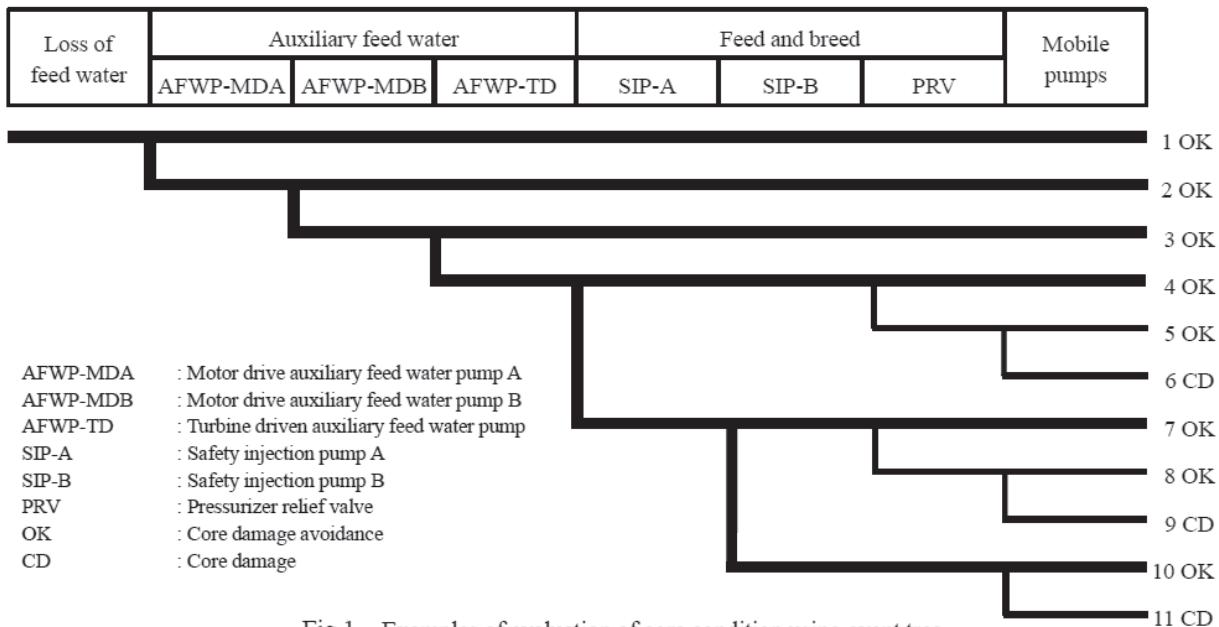 Loss of feed water
Auxiliary feed water
Feed and breed
Mobile pumps
AFWP-MDA AFWP-MDB AFWP-TD SIP-A SIP-B PRV
1 OK
2 OK
3 OK
4 OK
5 OK
6 CD
7 OK
8 OK
9 CD
10 OK
11 CD
AFWP-MDA : Motor drive auxiliary feed water pump A
AFWP-MDB : Motor drive auxiliary feed water pump B
AFWP-TD : Turbine driven auxiliary feed water pump
SIP-A : Safety injection pump A
SIP-B : Safety injection pump B
PRV : Pressurizer relief valve
OK : Core damage avoidance
CD : Core damage